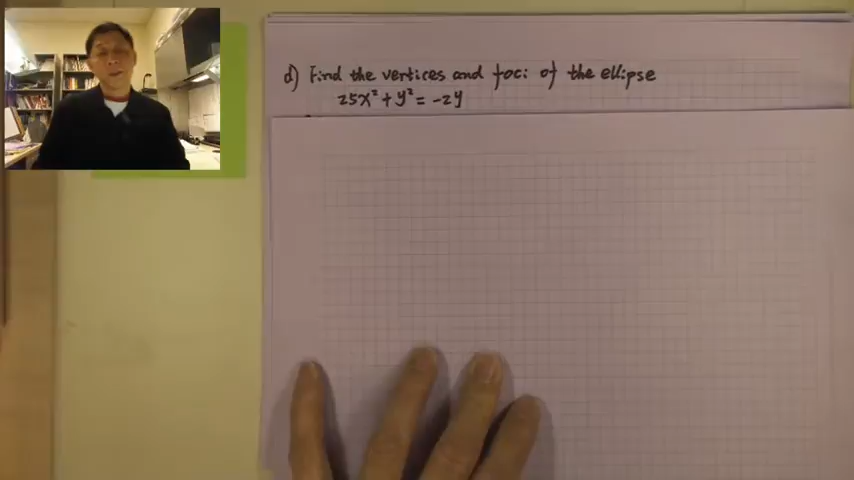 d) Find the vertices and foci of the ellipse
25x² + y² = -2y